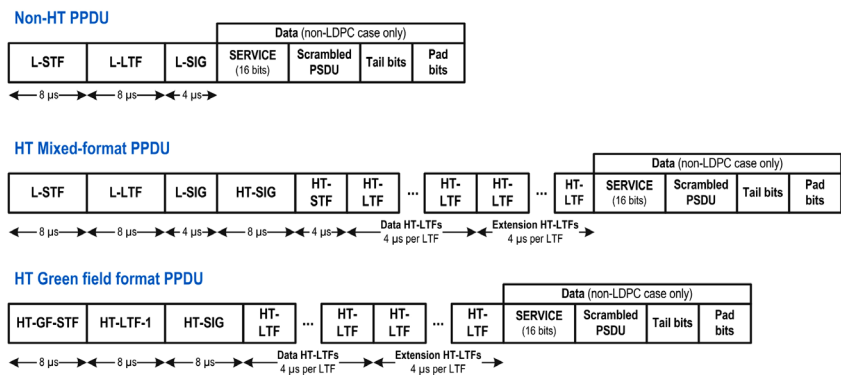 Non-HT PPDU
Data (non-LDPC case only)
L-STF L-LTF L-SIG SERVICE (16 bits) Scrambled PSDU Tail bits Pad bits
8 µs 8 µs 4 µs
HT Mixed-format PPDU
Data (non-LDPC case only)
L-STF L-LTF L-SIG HT-SIG HT-STF HT-LTF ... HT-LTF HT-LTF ... HT-LTF SERVICE (16 bits) Scrambled PSDU Tail bits Pad bits
8 µs 8 µs 4 µs 8 µs 4 µs Data HT-LTFs 4 µs per LTF Extension HT-LTFs 4 µs per LTF
HT Green field format PPDU
Data (non-LDPC case only)
HT-GF-STF HT-LTF-1 HT-SIG HT-LTF ... HT-LTF HT-LTF ... HT-LTF SERVICE (16 bits) Scrambled PSDU Tail bits Pad bits
8 µs 8 µs 8 µs Data HT-LTFs 4 µs per LTF Extension HT-LTFs 4 µs per LTF